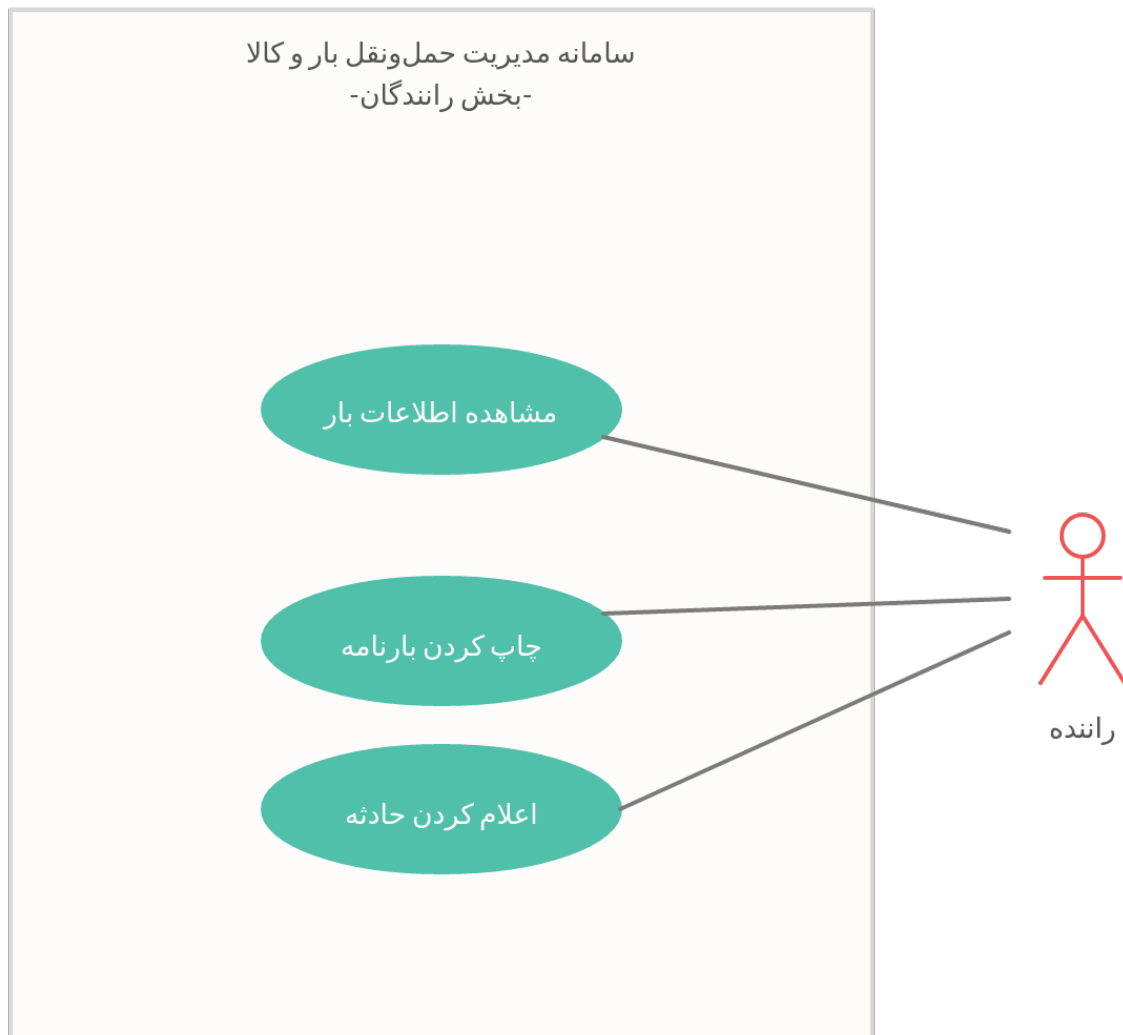 سامانه مدیریت حمل‌ونقل بار و کالا
-بخش رانندگان-
مشاهده اطلاعات بار
چاپ کردن بارنامه
راننده
اعلام کردن حادثه